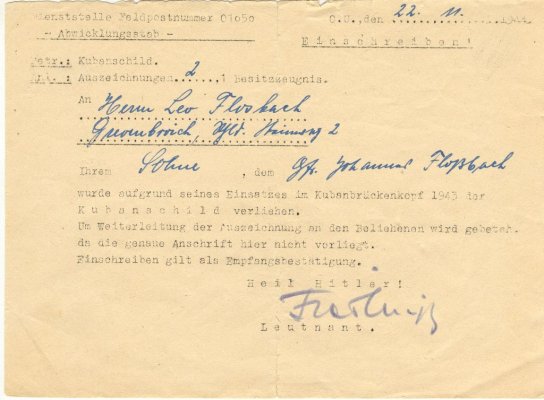 Dienststelle Feldpostnummer 01050 O.U.,den 22. 11. 1944
- Abwicklungsstab -
Einschreiben!
Betr.: Kubanschild.
Anl.: Auszeichnungen 2 ...., 1 Besitzzeugnis.
An Herrn Leo Flosbach
Grevenbroich, 2
Ihrem Sohne , dem Gfr. Johannes Floßbach
wurde aufgrund seines Einsatzes im Kubanbrückenkopf 1943 der
Kubanschild verliehen.
Um Weiterleitung der Auszeichnung an den Beliehenen wird gebeten,
da die genaue Anschrift hier nicht vorliegt.
Einschreiben gilt als Empfangsbestätigung.
Heil Hitler!
Leutnant.